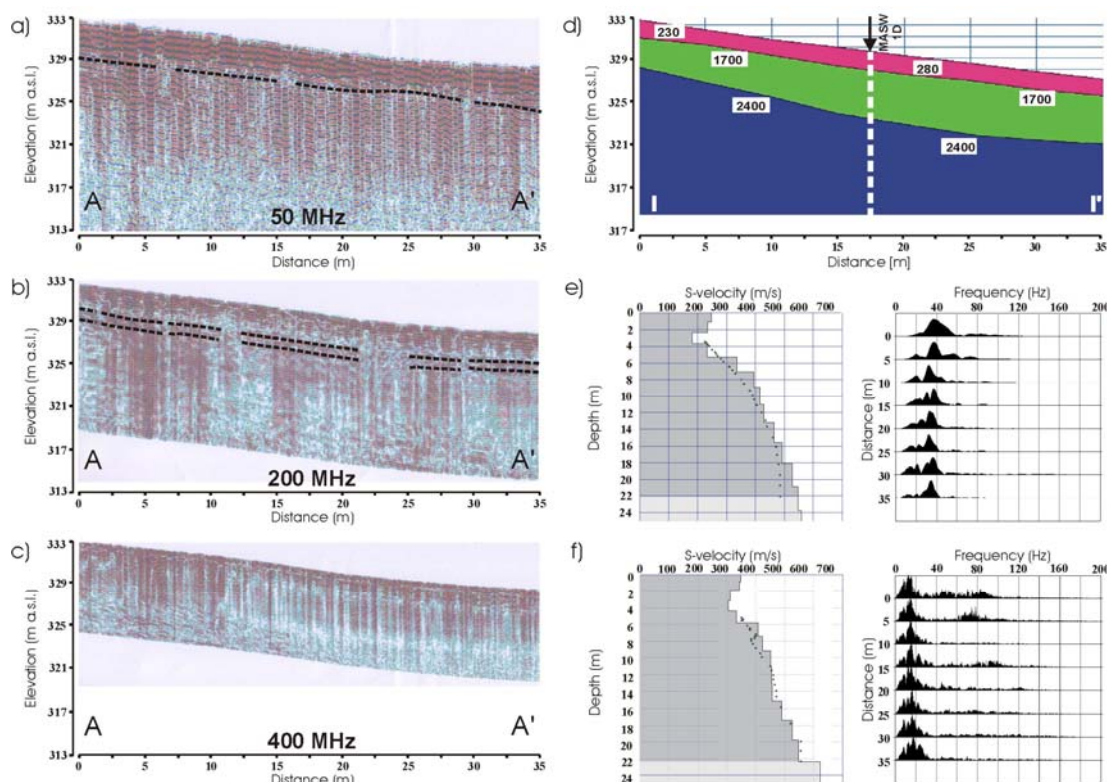 a)
333
329
325
321
317
313
Elevation (m a.s.l.)
A
A'
50 MHz
0 5 10 15 20 25 30 35
Distance (m)
b)
333
329
325
321
317
313
Elevation (m a.s.l.)
A
A'
200 MHz
0 5 10 15 20 25 30 35
Distance (m)
c)
333
329
325
321
317
313
Elevation (m a.s.l.)
A
A'
400 MHz
0 5 10 15 20 25 30 35
Distance (m)
d)
333
329
325
321
317
317
Elevation (m a.s.l.)
MASW
1D
230
1700
280
1700
2400
2400
I
I'
0 5 10 15 20 25 30 35
Distance [m]
e)
S-velocity (m/s)
0 100 200 300 400 500 600 700
0
2
4
6
8
10
12
14
16
18
20
22
24
Depth (m)
Frequency (Hz)
0 40 80 120 160 200
0
5
10
15
20
25
30
35
Distance (m)
f)
S-velocity (m/s)
0 100 200 300 400 500 600 700
0
2
4
6
8
10
12
14
16
18
20
22
24
Depth (m)
Frequency (Hz)
0 40 80 120 160 200
0
5
10
15
20
25
30
35
Distance (m)